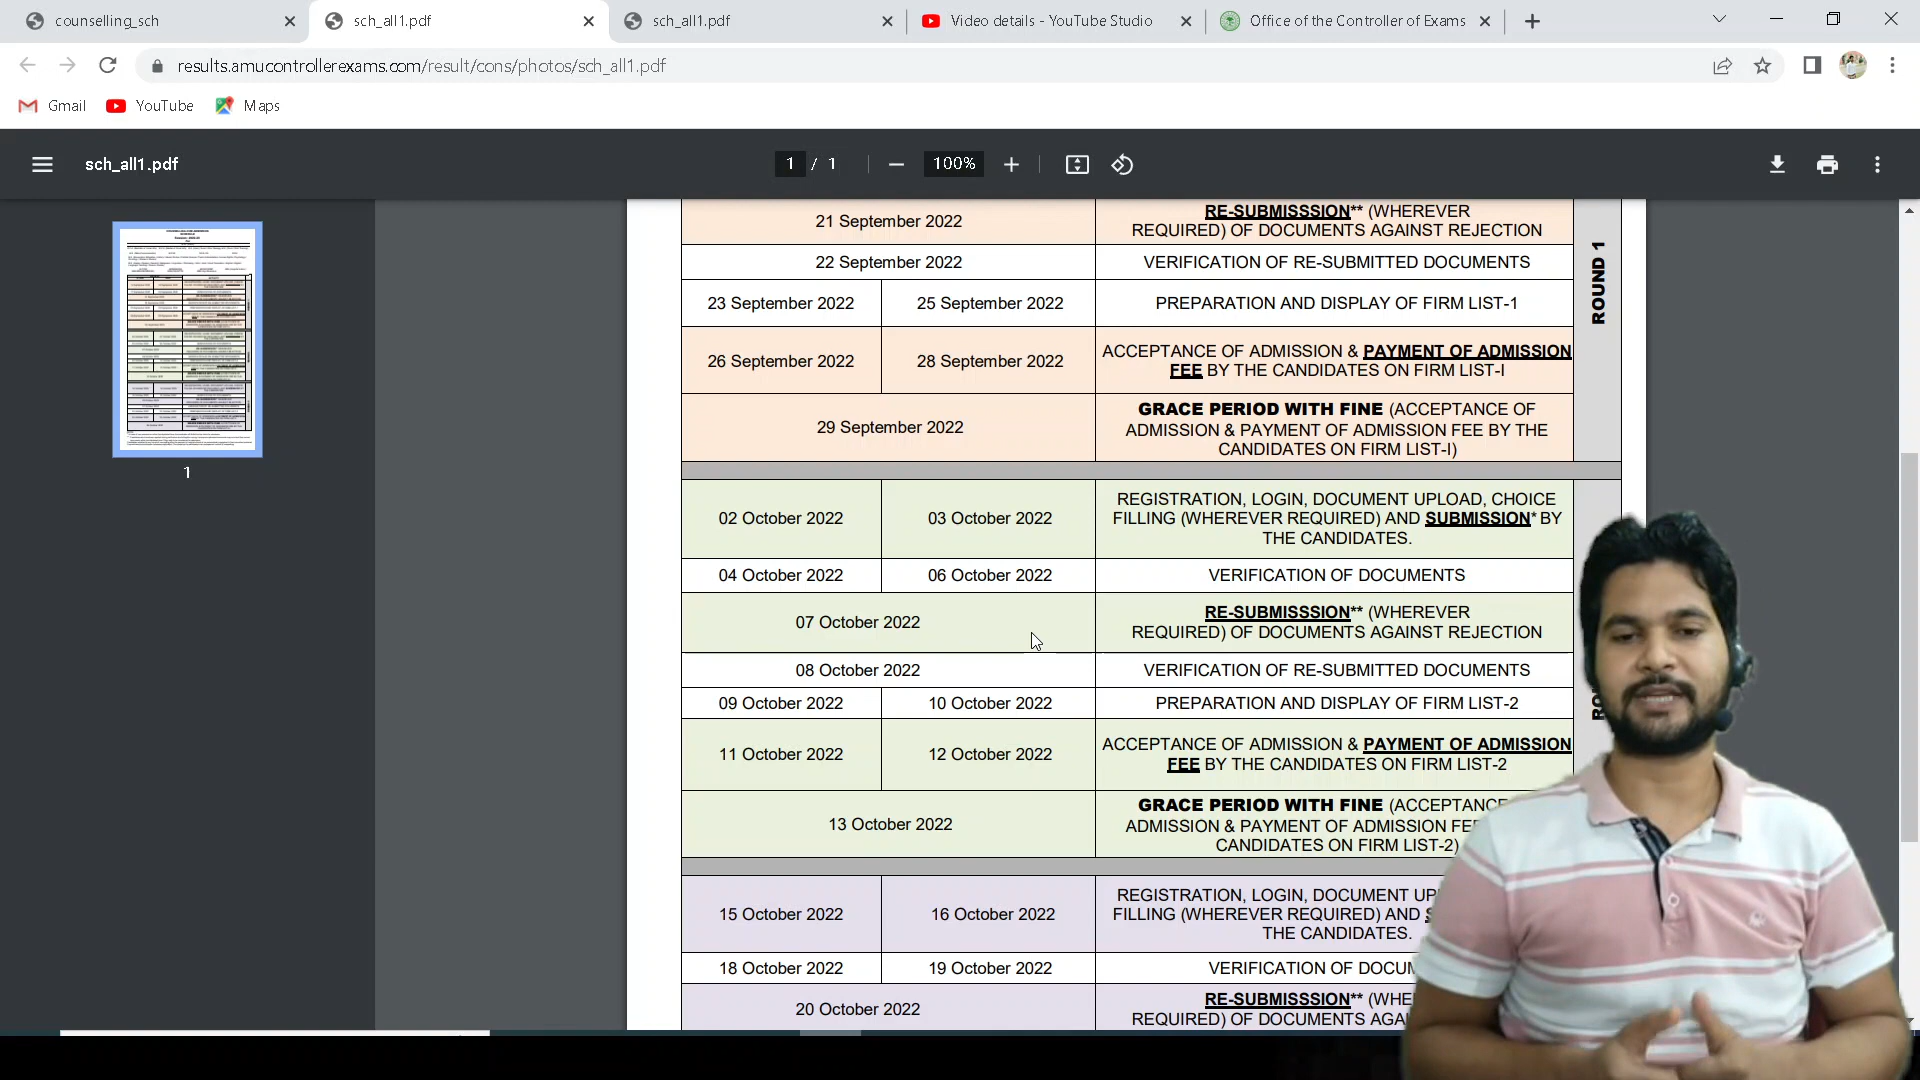 counselling_sch
sch_all1.pdf
sch_all1.pdf
Video details - YouTube Studio
Office of the Controller of Exams
results.amucontrollerexams.com/result/cons/photos/sch_all1.pdf
Gmail
YouTube
Maps
sch_all1.pdf
1 / 1
100%
1
21 September 2022
RE-SUBMISSSION** (WHEREVER
REQUIRED) OF DOCUMENTS AGAINST REJECTION
22 September 2022
VERIFICATION OF RE-SUBMITTED DOCUMENTS
23 September 2022
25 September 2022
PREPARATION AND DISPLAY OF FIRM LIST-1
26 September 2022
28 September 2022
ACCEPTANCE OF ADMISSION & PAYMENT OF ADMISSION
FEE BY THE CANDIDATES ON FIRM LIST-I
29 September 2022
GRACE PERIOD WITH FINE (ACCEPTANCE OF
ADMISSION & PAYMENT OF ADMISSION FEE BY THE
CANDIDATES ON FIRM LIST-I)
ROUND 1
02 October 2022
03 October 2022
REGISTRATION, LOGIN, DOCUMENT UPLOAD, CHOICE
FILLING (WHEREVER REQUIRED) AND SUBMISSION* BY
THE CANDIDATES.
04 October 2022
06 October 2022
VERIFICATION OF DOCUMENTS
07 October 2022
RE-SUBMISSSION** (WHEREVER
REQUIRED) OF DOCUMENTS AGAINST REJECTION
08 October 2022
VERIFICATION OF RE-SUBMITTED DOCUMENTS
09 October 2022
10 October 2022
PREPARATION AND DISPLAY OF FIRM LIST-2
11 October 2022
12 October 2022
ACCEPTANCE OF ADMISSION & PAYMENT OF ADMISSION
FEE BY THE CANDIDATES ON FIRM LIST-2
13 October 2022
GRACE PERIOD WITH FINE (ACCEPTANCE
ADMISSION & PAYMENT OF ADMISSION FEE
CANDIDATES ON FIRM LIST-2)
15 October 2022
16 October 2022
REGISTRATION, LOGIN, DOCUMENT
FILLING (WHEREVER REQUIRED) AND
THE CANDIDATES.
18 October 2022
19 October 2022
VERIFICATION OF
20 October 2022
RE-SUBMISSSION**
REQUIRED) OF DOCUMENTS